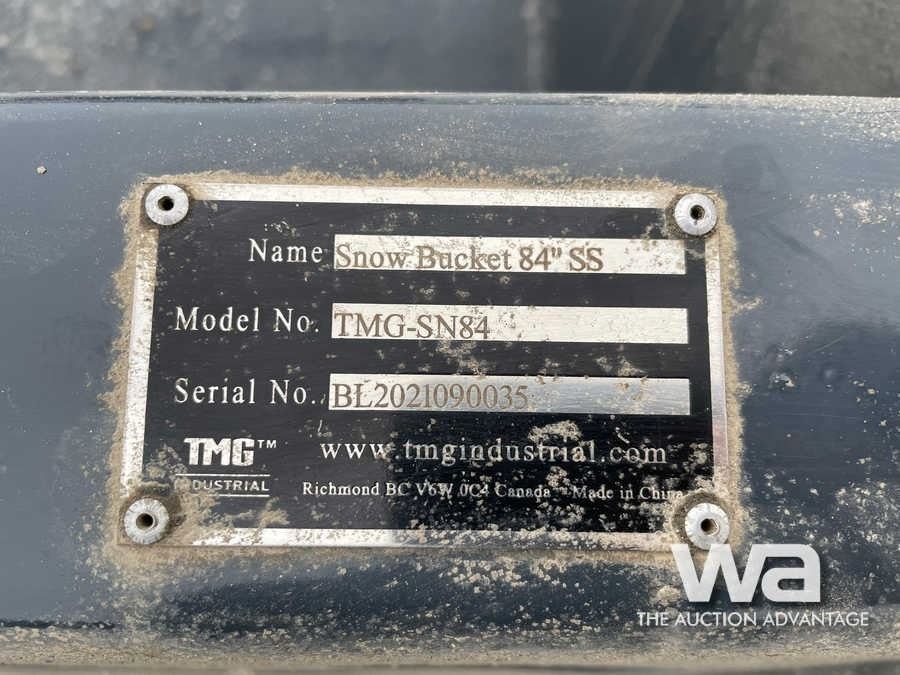 Name Snow Bucket 84" SS
Model No. TMG-SN84
Serial No. BL2021090035
TMG™ www.tmgindustrial.com
INDUSTRIAL
Richmond BC V6W 0C4 Canada Made in China
wa
THE AUCTION ADVANTAGE